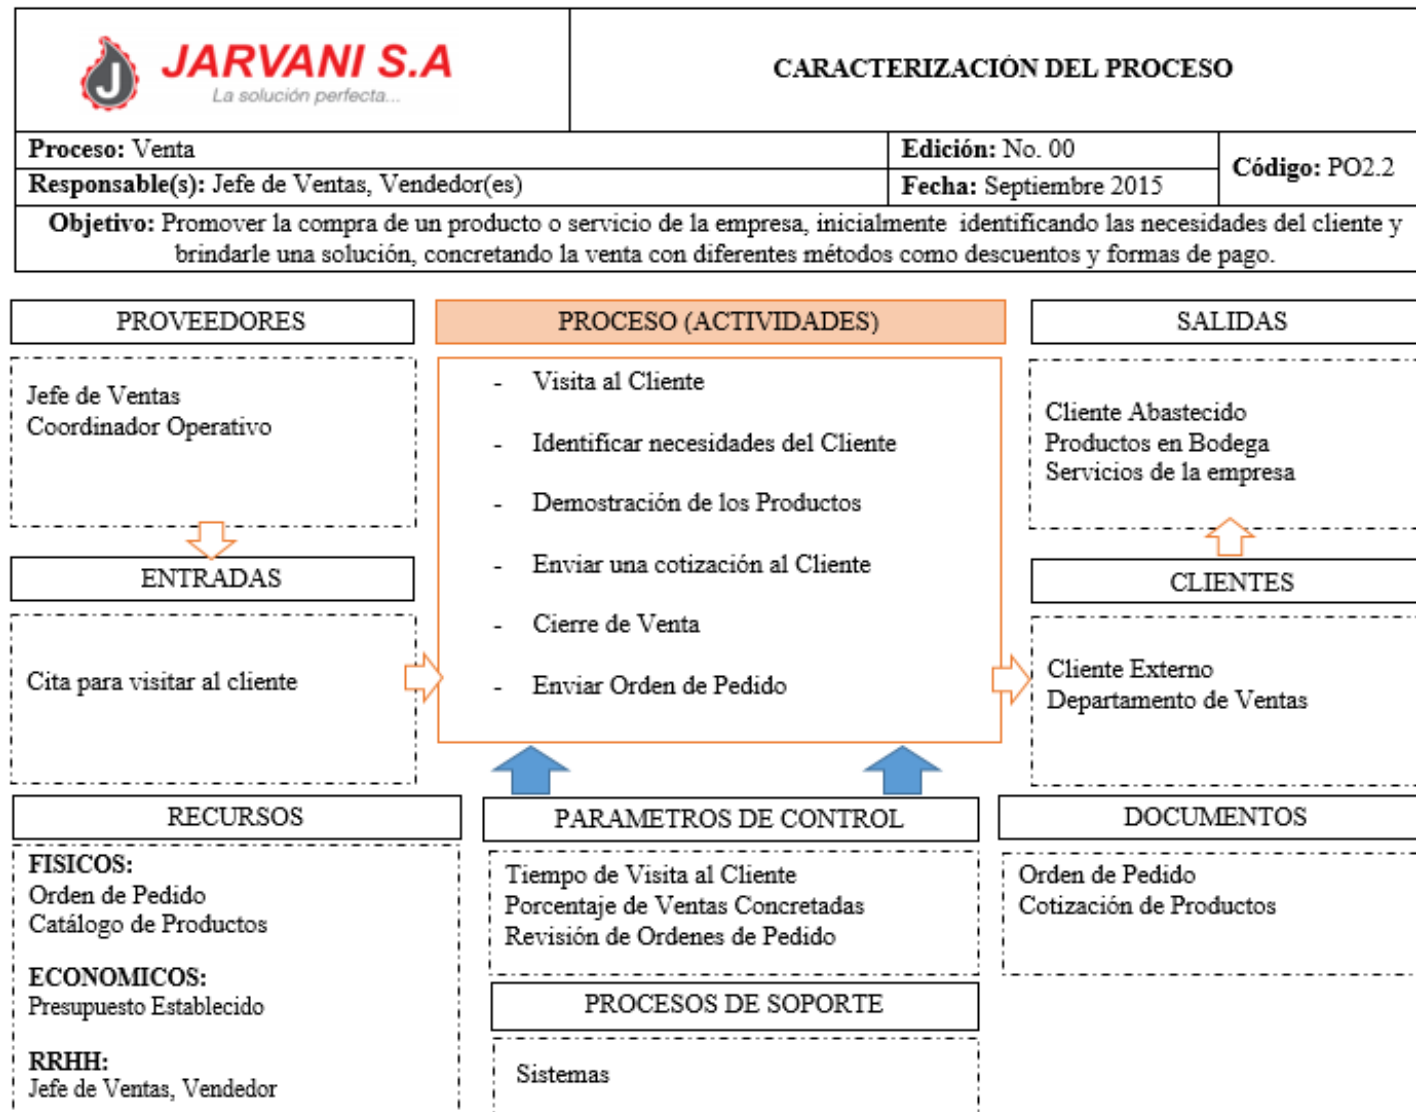 J
JARVANI S.A
La solución perfecta...
CARACTERIZACIÓN DEL PROCESO
Proceso: Venta
Edición: No. 00
Código: PO2.2
Responsable(s): Jefe de Ventas, Vendedor(es)
Fecha: Septiembre 2015
Objetivo: Promover la compra de un producto o servicio de la empresa, inicialmente identificando las necesidades del cliente y
brindarle una solución, concretando la venta con diferentes métodos como descuentos y formas de pago.
PROVEEDORES
Jefe de Ventas
Coordinador Operativo
ENTRADAS
Cita para visitar al cliente
PROCESO (ACTIVIDADES)
- Visita al Cliente
- Identificar necesidades del Cliente
- Demostración de los Productos
- Enviar una cotización al Cliente
- Cierre de Venta
- Enviar Orden de Pedido
SALIDAS
Cliente Abastecido
Productos en Bodega
Servicios de la empresa
CLIENTES
Cliente Externo
Departamento de Ventas
RECURSOS
FISICOS:
Orden de Pedido
Catálogo de Productos
ECONOMICOS:
Presupuesto Establecido
RRHH:
Jefe de Ventas, Vendedor
PARAMETROS DE CONTROL
Tiempo de Visita al Cliente
Porcentaje de Ventas Concretadas
Revisión de Ordenes de Pedido
PROCESOS DE SOPORTE
Sistemas
DOCUMENTOS
Orden de Pedido
Cotización de Productos